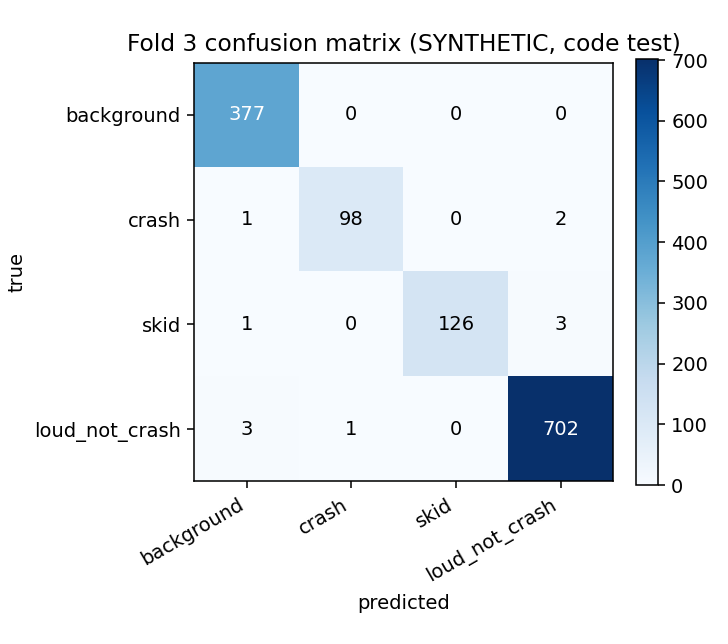 Fold 3 confusion matrix (SYNTHETIC, code test)
700
background 377 0 0 0
600
500
crash 1 98 0 2
400
true
300
skid 1 0 126 3
200
100
loud_not_crash 3 1 0 702
0
background crash skid loud_not_crash
predicted